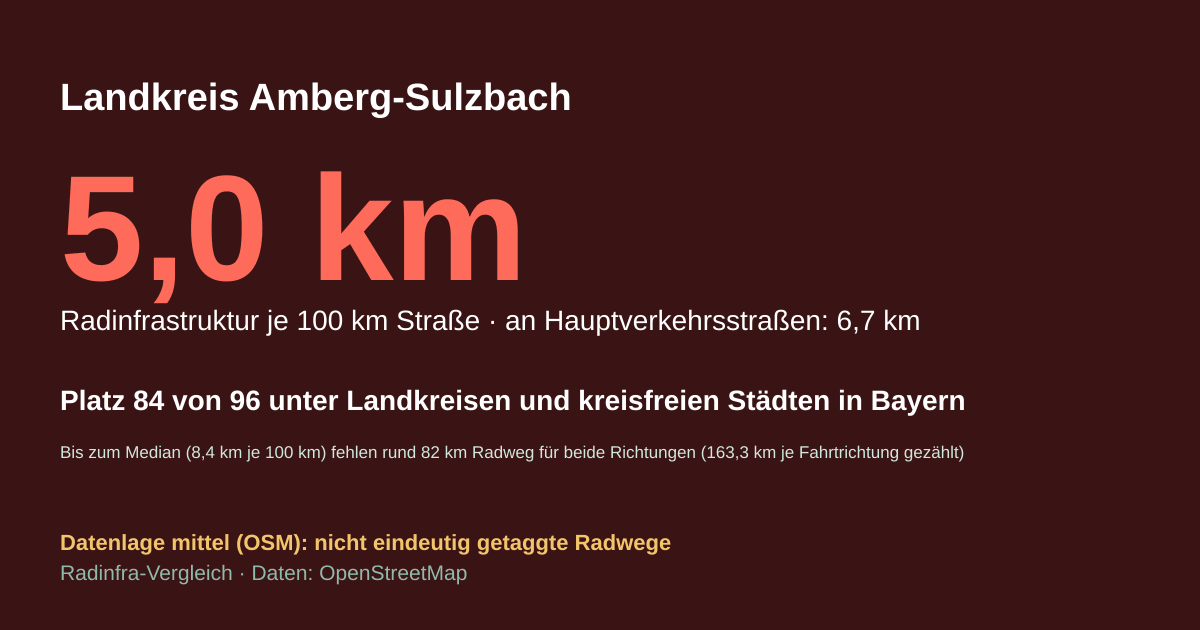 Landkreis Amberg-Sulzbach
5,0 km
Radinfrastruktur je 100 km Straße · an Hauptverkehrsstraßen: 6,7 km
Platz 84 von 96 unter Landkreisen und kreisfreien Städten in Bayern
Bis zum Median (8,4 km je 100 km) fehlen rund 82 km Radweg für beide Richtungen (163,3 km je Fahrtrichtung gezählt)
Datenlage mittel (OSM): nicht eindeutig getaggte Radwege
Radinfra-Vergleich · Daten: OpenStreetMap